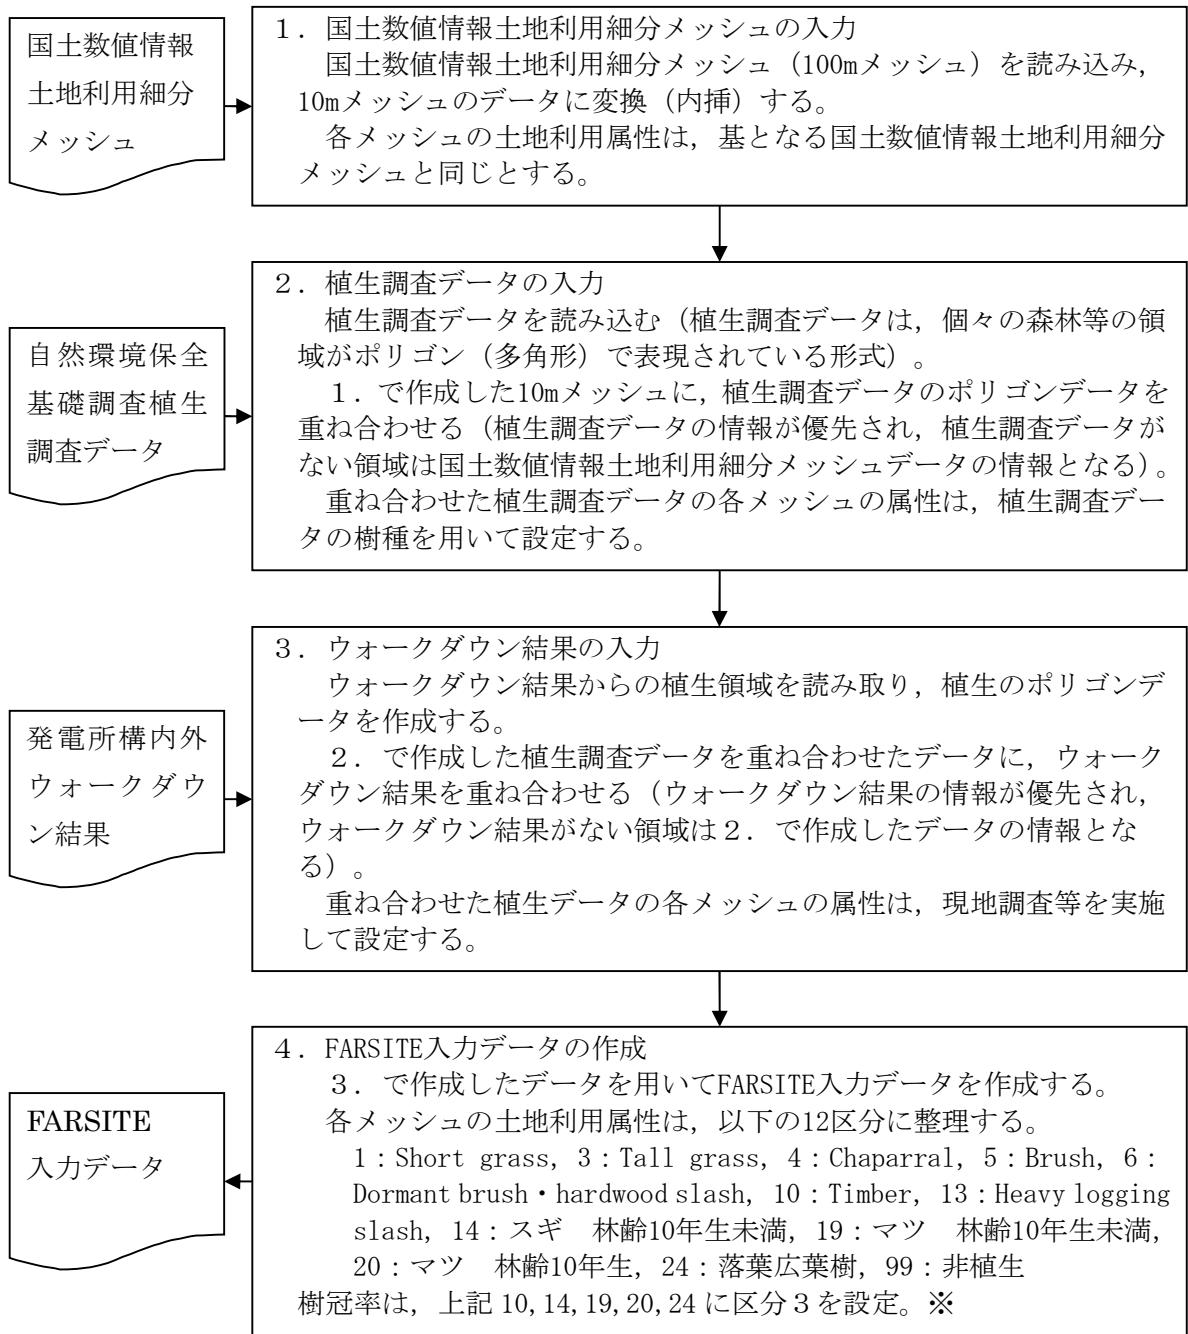 国土数値情報
土地利用細分
メッシュ
１．国土数値情報土地利用細分メッシュの入力
国土数値情報土地利用細分メッシュ（100mメッシュ）を読み込み，
10mメッシュのデータに変換（内挿）する。
各メッシュの土地利用属性は，基となる国土数値情報土地利用細分
メッシュと同じとする。
自然環境保全
基礎調査植生
調査データ
２．植生調査データの入力
植生調査データを読み込む（植生調査データは，個々の森林等の領
域がポリゴン（多角形）で表現されている形式）。
１．で作成した10mメッシュに，植生調査データのポリゴンデータを
重ね合わせる（植生調査データの情報が優先され，植生調査データが
ない領域は国土数値情報土地利用細分メッシュデータの情報となる）。
重ね合わせた植生調査データの各メッシュの属性は，植生調査デー
タの樹種を用いて設定する。
発電所構内外
ウォークダウ
ン結果
３．ウォークダウン結果の入力
ウォークダウン結果からの植生領域を読み取り，植生のポリゴンデ
ータを作成する。
２．で作成した植生調査データを重ね合わせたデータに，ウォーク
ダウン結果を重ね合わせる（ウォークダウン結果の情報が優先され，
ウォークダウン結果がない領域は２．で作成したデータの情報とな
る）。
重ね合わせた植生データの各メッシュの属性は，現地調査等を実施
して設定する。
FARSITE
入力データ
４．FARSITE入力データの作成
３．で作成したデータを用いてFARSITE入力データを作成する。
各メッシュの土地利用属性は，以下の12区分に整理する。
1：Short grass, 3：Tall grass, 4：Chaparral, 5：Brush, 6：
Dormant brush・hardwood slash, 10：Timber, 13：Heavy logging
slash, 14：スギ　林齢10年生未満, 19：マツ　林齢10年生未満,
20：マツ　林齢10年生, 24：落葉広葉樹, 99：非植生
樹冠率は，上記 10,14,19,20,24 に区分３を設定。※